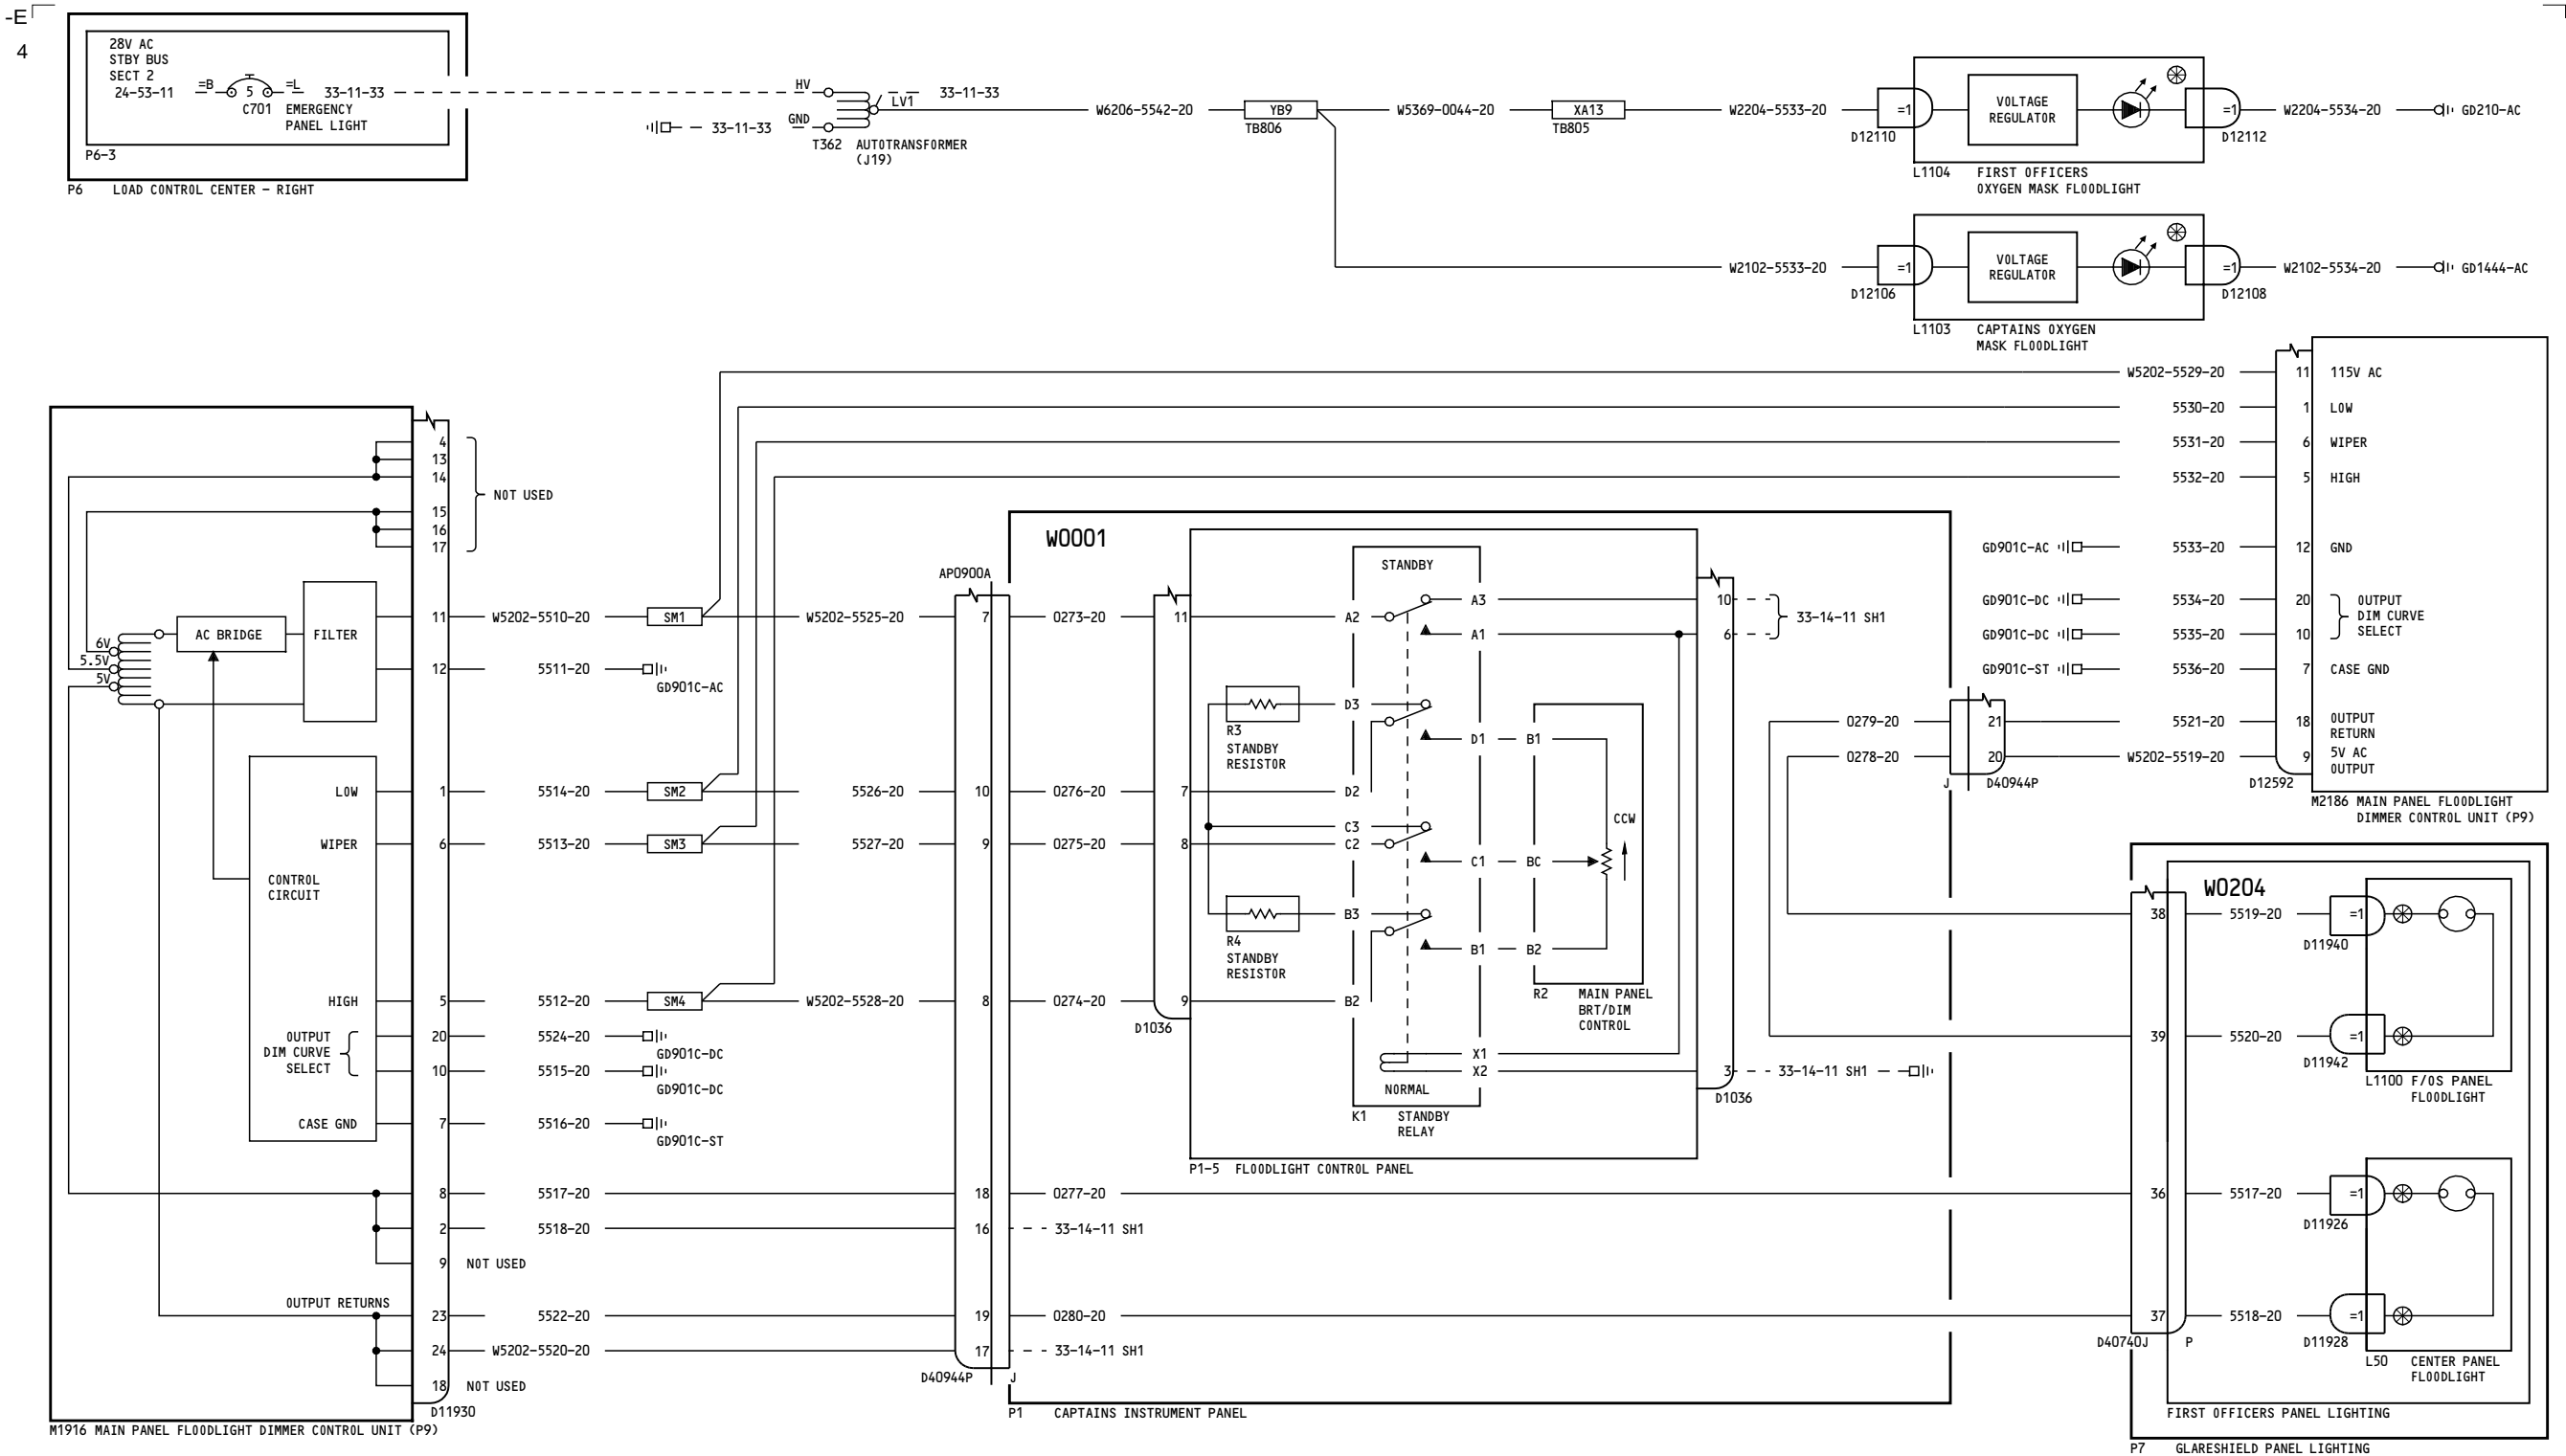 -E
4
28V AC
STBY BUS
SECT 2
24-53-11 =B 5 =L 33-11-33
C701 EMERGENCY
PANEL LIGHT
P6-3
P6 LOAD CONTROL CENTER - RIGHT
HV
LV1
33-11-33
33-11-33 GND
T362 AUTOTRANSFORMER
(J19)
W6206-5542-20
YB9
TB806
W5369-0044-20
XA13
TB805
W2204-5533-20
=1
D12110
VOLTAGE
REGULATOR
=1
D12112
W2204-5534-20
GD210-AC
L1104 FIRST OFFICERS
OXYGEN MASK FLOODLIGHT
W2102-5533-20
=1
D12106
VOLTAGE
REGULATOR
=1
D12108
W2102-5534-20
GD1444-AC
L1103 CAPTAINS OXYGEN
MASK FLOODLIGHT
W5202-5529-20 11 115V AC
5530-20 1 LOW
5531-20 6 WIPER
5532-20 5 HIGH
GD901C-AC 5533-20 12 GND
GD901C-DC 5534-20 20 OUTPUT
DIM CURVE
GD901C-DC 5535-20 10 SELECT
GD901C-ST 5536-20 7 CASE GND
0279-20 21 5521-20 18 OUTPUT
RETURN
0278-20 20 W5202-5519-20 9 5V AC
OUTPUT
J D40944P
D12592
M2186 MAIN PANEL FLOODLIGHT
DIMMER CONTROL UNIT (P9)
4
13
14
NOT USED
15
16
17
6V
5.5V
5V
AC BRIDGE
FILTER
11 W5202-5510-20 SM1 W5202-5525-20 7 0273-20 11
12 5511-20
GD901C-AC
LOW 1 5514-20 SM2 5526-20 10 0276-20 7
WIPER 6 5513-20 SM3 5527-20 9 0275-20 8
CONTROL
CIRCUIT
HIGH 5 5512-20 SM4 W5202-5528-20 8 0274-20 9
OUTPUT
DIM CURVE
SELECT
20 5524-20
GD901C-DC
10 5515-20
GD901C-DC
CASE GND 7 5516-20
GD901C-ST
8 5517-20 18 0277-20
2 5518-20 16 33-14-11 SH1
9 NOT USED
OUTPUT RETURNS
23 5522-20 19 0280-20
24 W5202-5520-20 17 33-14-11 SH1
18 NOT USED
D11930
M1916 MAIN PANEL FLOODLIGHT DIMMER CONTROL UNIT (P9)
AP0900A
D40944P J
W0001
D1036
STANDBY
A2
A3
A1
R3
STANDBY
RESISTOR
D3
D1
D2
B1
C3
C2
C1
BC
CCW
R4
STANDBY
RESISTOR
B3
B1
B2
B2
R2 MAIN PANEL
BRT/DIM
CONTROL
X1
X2
NORMAL
K1 STANDBY
RELAY
10
6
33-14-11 SH1
3 33-14-11 SH1
D1036
P1-5 FLOODLIGHT CONTROL PANEL
P1 CAPTAINS INSTRUMENT PANEL
W0204
38 5519-20 =1
D11940
39 5520-20 =1
D11942
L1100 F/OS PANEL
FLOODLIGHT
36 5517-20 =1
D11926
37 5518-20 =1
D40740J P
D11928
L50 CENTER PANEL
FLOODLIGHT
FIRST OFFICERS PANEL LIGHTING
P7 GLARESHIELD PANEL LIGHTING